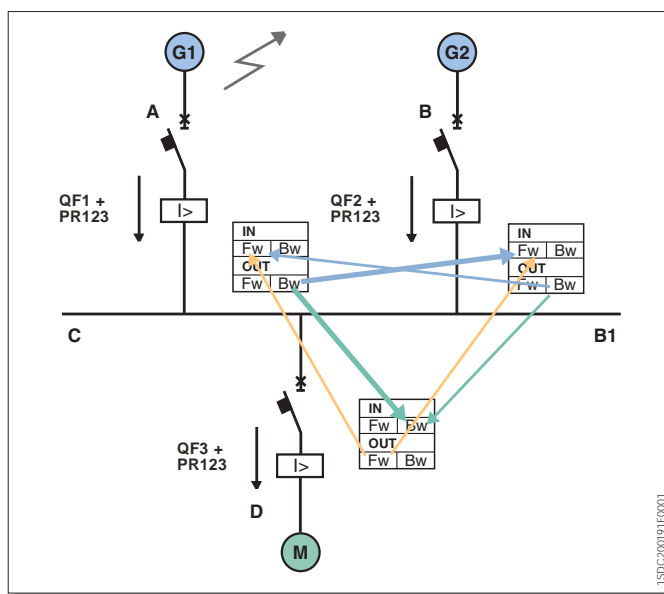 G1
G2
A
B
QF1 +
PR123
I>
QF2 +
PR123
I>
IN
Fw Bw
OUT
Fw Bw
IN
Fw Bw
OUT
Fw Bw
C
B1
QF3 +
PR123
I>
IN
Fw Bw
OUT
Fw Bw
D
M
1SDC200191F0001